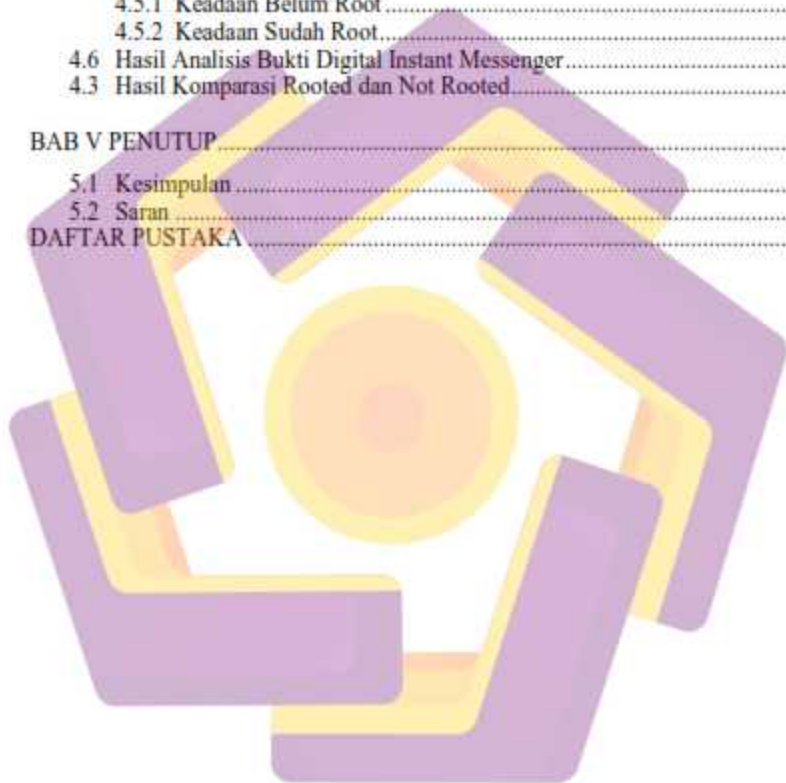 4.5.1 Keadaan Belum Root
4.5.2 Keadaan Sudah Root
4.6 Hasil Analisis Bukti Digital Instant Messenger
4.3 Hasil Komparasi Rooted dan Not Rooted
BAB V PENUTUP
5.1 Kesimpulan
5.2 Saran
DAFTAR PUSTAKA